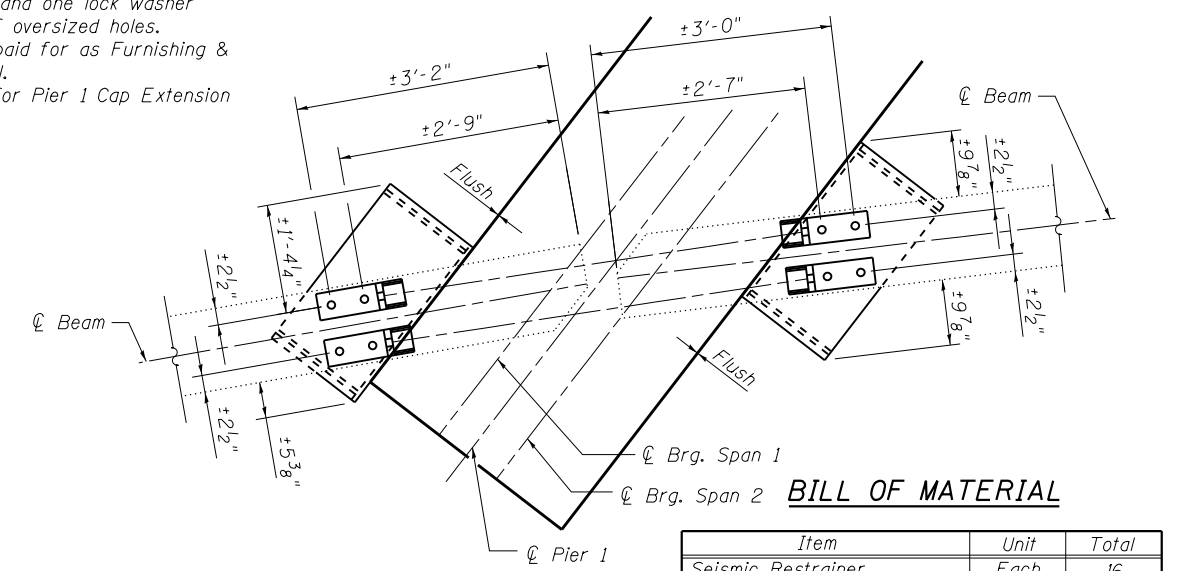 and one lock washer
oversized holes.
paid for as Furnishing &
for Pier 1 Cap Extension
±3'-2"
±2'-9"
±3'-0"
±2'-7"
℄ Beam
Flush
±9⅞"
±2½"
±1'-4¼"
±2½"
℄ Beam
±2½"
±5⅜"
±9⅞"
±2½"
Flush
℄ Brg. Span 1
℄ Brg. Span 2
℄ Pier 1
BILL OF MATERIAL
Item Unit Total
Seismic Restrainer Each 16